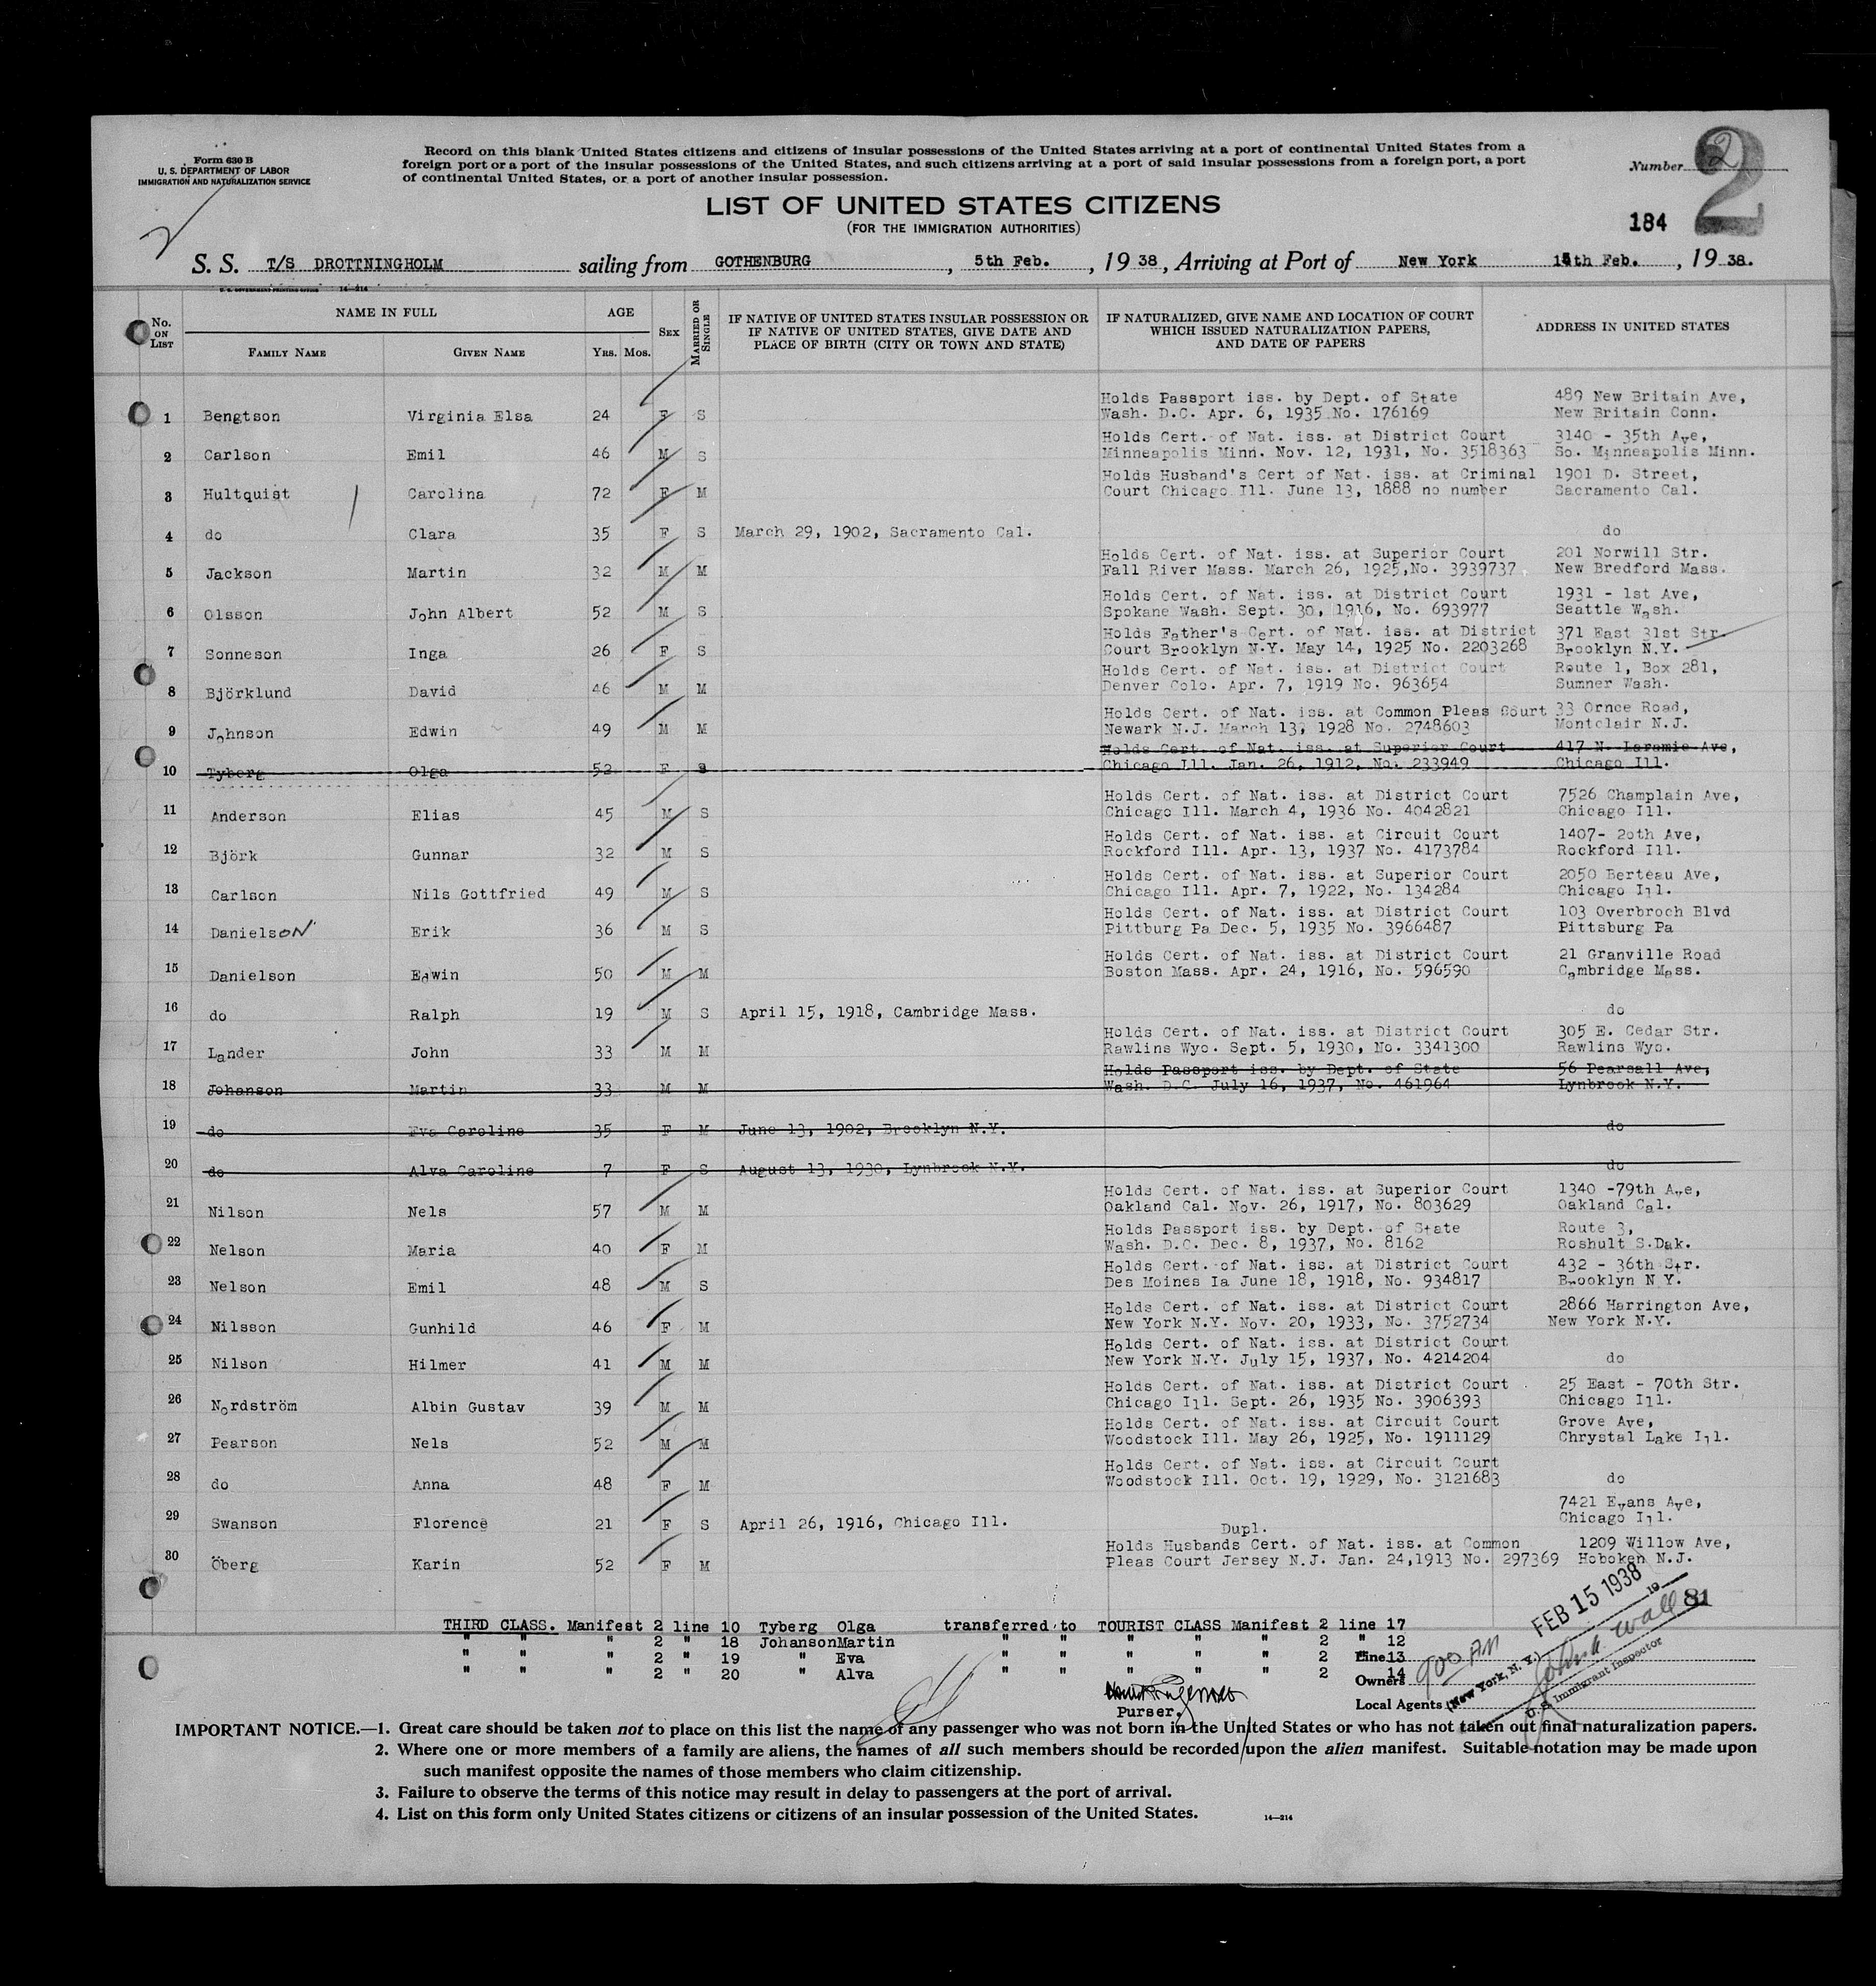 Form 630 B
U. S. DEPARTMENT OF LABOR
IMMIGRATION AND NATURALIZATION SERVICE
Record on this blank United States citizens and citizens of insular possessions of the United States arriving at a port of continental United States from a
foreign port or a port of the insular possessions of the United States, and such citizens arriving at a port of said insular possessions from a foreign port, a port
of continental United States, or a port of another insular possession.
Number 2
2
LIST OF UNITED STATES CITIZENS
(FOR THE IMMIGRATION AUTHORITIES)
184
S. S. T/S DROTTNINGHOLM sailing from GOTHENBURG, 5th Feb., 1938, Arriving at Port of New York 15th Feb., 1938.
U. S. GOVERNMENT PRINTING OFFICE 14—214
No. ON LIST
NAME IN FULL
FAMILY NAME
GIVEN NAME
AGE
YRS. MOS.
SEX
MARRIED OR SINGLE
IF NATIVE OF UNITED STATES INSULAR POSSESSION OR
IF NATIVE OF UNITED STATES, GIVE DATE AND
PLACE OF BIRTH (CITY OR TOWN AND STATE)
IF NATURALIZED, GIVE NAME AND LOCATION OF COURT
WHICH ISSUED NATURALIZATION PAPERS,
AND DATE OF PAPERS
ADDRESS IN UNITED STATES
Holds Passport iss. by Dept. of State 489 New Britain Ave,
1 Bengtson Virginia Elsa 24 F S Wash. D.C. Apr. 6, 1935 No. 176169 New Britain Conn.
Holds Cert. of Nat. iss. at District Court 3140 - 35th Ave,
2 Carlson Emil 46 M S Minneapolis Minn. Nov. 12, 1931, No. 3518363 So. Minneapolis Minn.
Holds Husband's Cert of Nat. iss. at Criminal 1901 D. Street,
3 Hultquist Carolina 72 F M Court Chicago Ill. June 13, 1888 no number Sacramento Cal.
4 do Clara 35 F S March 29, 1902, Sacramento Cal. do
Holds Cert. of Nat. iss. at Superior Court 201 Norwill Str.
5 Jackson Martin 32 M M Fall River Mass. March 26, 1925,No. 3939737 New Bredford Mass.
Holds Cert. of Nat. iss. at District Court 1931 - 1st Ave,
6 Olsson John Albert 52 M S Spokane Wash. Sept. 30, 1916, No. 693977 Seattle Wash.
Holds Father's Cert. of Nat. iss. at District 371 East 31st Str.
7 Sonneson Inga 26 F S Court Brooklyn N.Y. May 14, 1925 No. 2203268 Brooklyn N.Y.
Holds Cert. of Nat. iss. at District Court Route 1, Box 281,
8 Björklund David 46 M M Denver Colo. Apr. 7, 1919 No. 963654 Sumner Wash.
Holds Cert. of Nat. iss. at Common Pleas Court 33 Ornce Road,
9 Johnson Edwin 49 M M Newark N.J. March 13, 1928 No. 2748603 Montclair N.J.
Holds Cert. of Nat. iss. at Superior Court 417 N. Laramie Ave,
10 Tyberg Olga 52 F S Chicago Ill. Jan. 26, 1912, No. 233949 Chicago Ill.
Holds Cert. of Nat. iss. at District Court 7526 Champlain Ave,
11 Anderson Elias 45 M S Chicago Ill. March 4, 1936 No. 4042821 Chicago Ill.
Holds Cert. of Nat. iss. at Circuit Court 1407- 20th Ave,
12 Björk Gunnar 32 M S Rockford Ill. Apr. 13, 1937 No. 4173784 Rockford Ill.
Holds Cert. of Nat. iss. at Superior Court 2050 Berteau Ave,
13 Carlson Nils Gottfried 49 M S Chicago Ill. Apr. 7, 1922, No. 134284 Chicago Ill.
Holds Cert. of Nat. iss. at District Court 103 Overbroch Blvd
14 Danielson Erik 36 M S Pittburg Pa Dec. 5, 1935 No. 3966487 Pittsburg Pa
Holds Cert. of Nat. iss. at District Court 21 Granville Road
15 Danielson Edwin 50 M M Boston Mass. Apr. 24, 1916, No. 596590 Cambridge Mass.
16 do Ralph 19 M S April 15, 1918, Cambridge Mass. do
Holds Cert. of Nat. iss. at District Court 305 E. Cedar Str.
17 Lander John 33 M M Rawlins Wyo. Sept. 5, 1930, No. 3341300 Rawlins Wyo.
Holds Passport iss. by Dept. of State 56 Pearsall Ave,
18 Johanson Martin 33 M M Wash. D.C. July 16, 1937, No. 461964 Lynbrook N.Y.
19 do Eva Caroline 35 F M June 13, 1902, Brooklyn N.Y. do
20 do Alva Caroline 7 F S August 13, 1930, Lynbrook N.Y. do
Holds Cert. of Nat. iss. at Superior Court 1340 -79th Ave,
21 Nilson Nels 57 M M Oakland Cal. Nov. 26, 1917, No. 803629 Oakland Cal.
Holds Passport iss. by Dept. of State Route 3,
22 Nelson Maria 40 F M Wash. D.C. Dec. 8, 1937, No. 8162 Roshult S.Dak.
Holds Cert. of Nat. iss. at District Court 432 - 36th Str.
23 Nelson Emil 48 M S Des Moines Ia June 18, 1918, No. 934817 Brooklyn N Y.
Holds Cert. of Nat. iss. at District Court 2866 Harrington Ave,
24 Nilsson Gunhild 46 F M New York N.Y. Nov. 20, 1933, No. 3752734 New York N.Y.
Holds Cert. of Nat. iss. at District Court
25 Nilson Hilmer 41 M M New York N.Y. July 15, 1937, No. 4214204 do
Holds Cert. of Nat. iss. at District Court 25 East - 70th Str.
26 Nordström Albin Gustav 39 M M Chicago Ill. Sept. 26, 1935 No. 3906393 Chicago Ill.
Holds Cert. of Nat. iss. at Circuit Court Grove Ave,
27 Pearson Nels 52 M M Woodstock Ill. May 26, 1925, No. 1911129 Chrystal Lake Ill.
Holds Cert. of Nat. iss. at Circuit Court
28 do Anna 48 F M Woodstock Ill. Oct. 19, 1929, No. 3121683 do
7421 Evans Ave,
29 Swanson Florence 21 F S April 26, 1916, Chicago Ill. Chicago Ill.
Dupl.
Holds Husbands Cert. of Nat. iss. at Common 1209 Willow Ave,
30 Öberg Karin 52 F M Pleas Court Jersey N.J. Jan. 24,1913 No. 297369 Hoboken N.J.
FEB 15 1938
19
81
THIRD CLASS. Manifest 2 line 10 Tyberg Olga transferred to TOURIST CLASS Manifest 2 line 17
" " " 2 " 18 JohansonMartin " " " " " 2 " 12
" " " 2 " 19 " Eva " " " " " 2 Line13
" " " 2 " 20 " Alva " " " " " 2 14
900 AM
(New York, N. Y.)
John A. Wall
U. S. Immigrant Inspector
Owners
Local Agents
Purser.
IMPORTANT NOTICE.—1. Great care should be taken not to place on this list the name of any passenger who was not born in the United States or who has not taken out final naturalization papers.
2. Where one or more members of a family are aliens, the names of all such members should be recorded upon the alien manifest. Suitable notation may be made upon
such manifest opposite the names of those members who claim citizenship.
3. Failure to observe the terms of this notice may result in delay to passengers at the port of arrival.
4. List on this form only United States citizens or citizens of an insular possession of the United States.
14—214